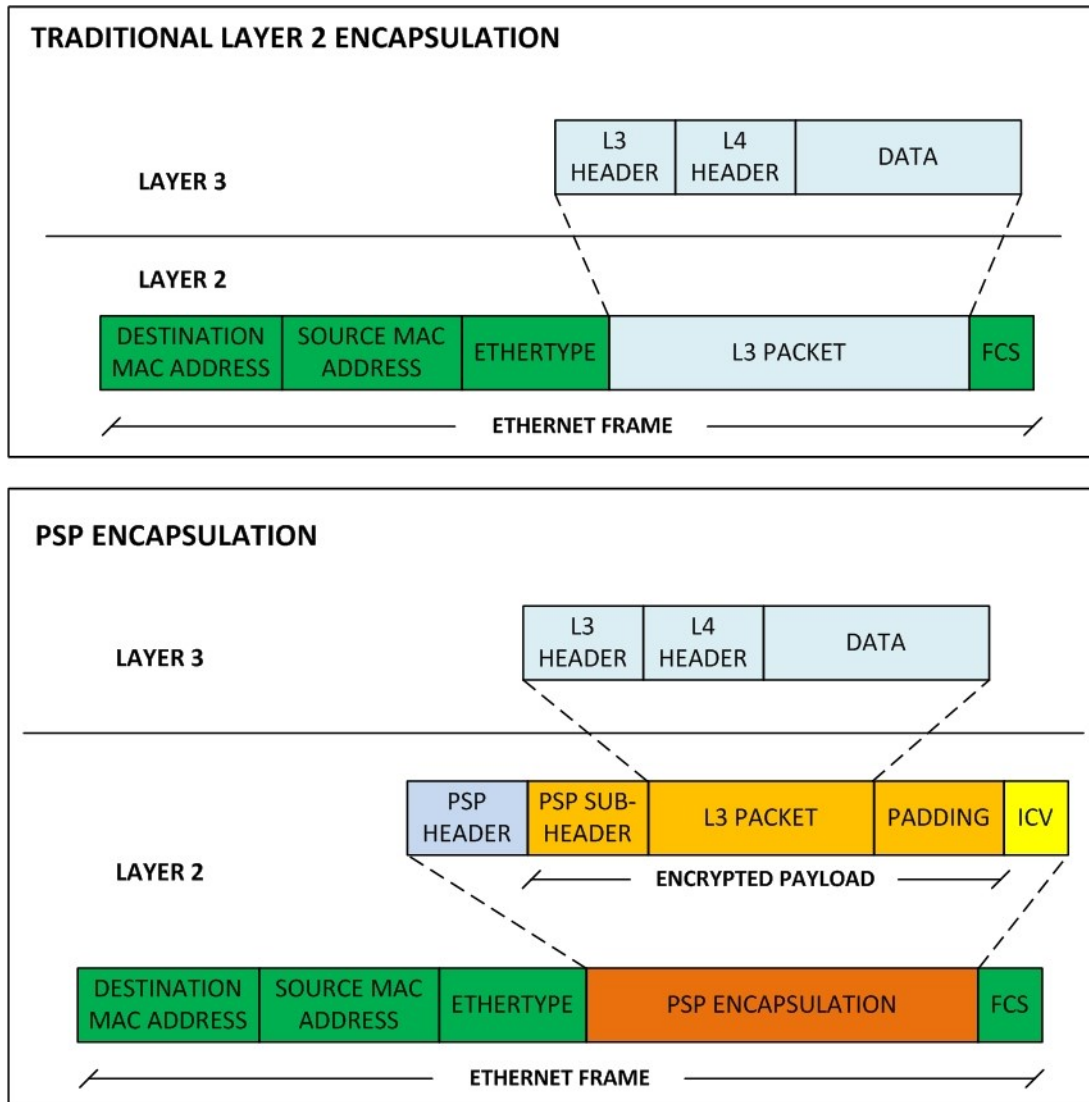 TRADITIONAL LAYER 2 ENCAPSULATION
L3 HEADER
L4 HEADER
DATA
LAYER 3
LAYER 2
DESTINATION MAC ADDRESS
SOURCE MAC ADDRESS
ETHERTYPE
L3 PACKET
FCS
ETHERNET FRAME
PSP ENCAPSULATION
L3 HEADER
L4 HEADER
DATA
LAYER 3
PSP HEADER
PSP SUB-HEADER
L3 PACKET
PADDING
ICV
LAYER 2
ENCRYPTED PAYLOAD
DESTINATION MAC ADDRESS
SOURCE MAC ADDRESS
ETHERTYPE
PSP ENCAPSULATION
FCS
ETHERNET FRAME